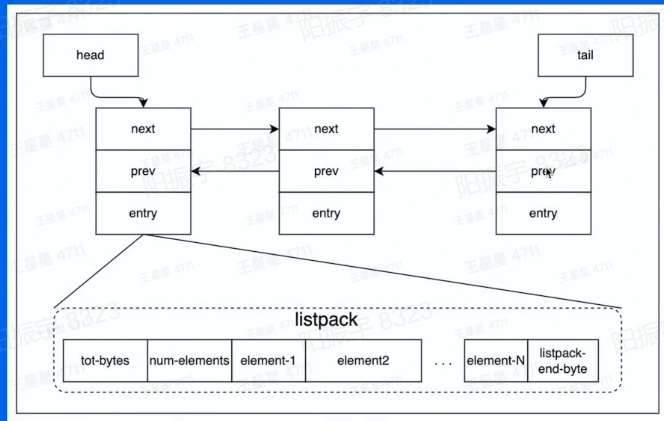 head
tail
next
next
next
prev
prev
prev
entry
entry
entry
listpack
tot-bytes
num-elements
element-1
element2
. . .
element-N
listpack-
end-byte
王星星 4711
阳振宇 8323